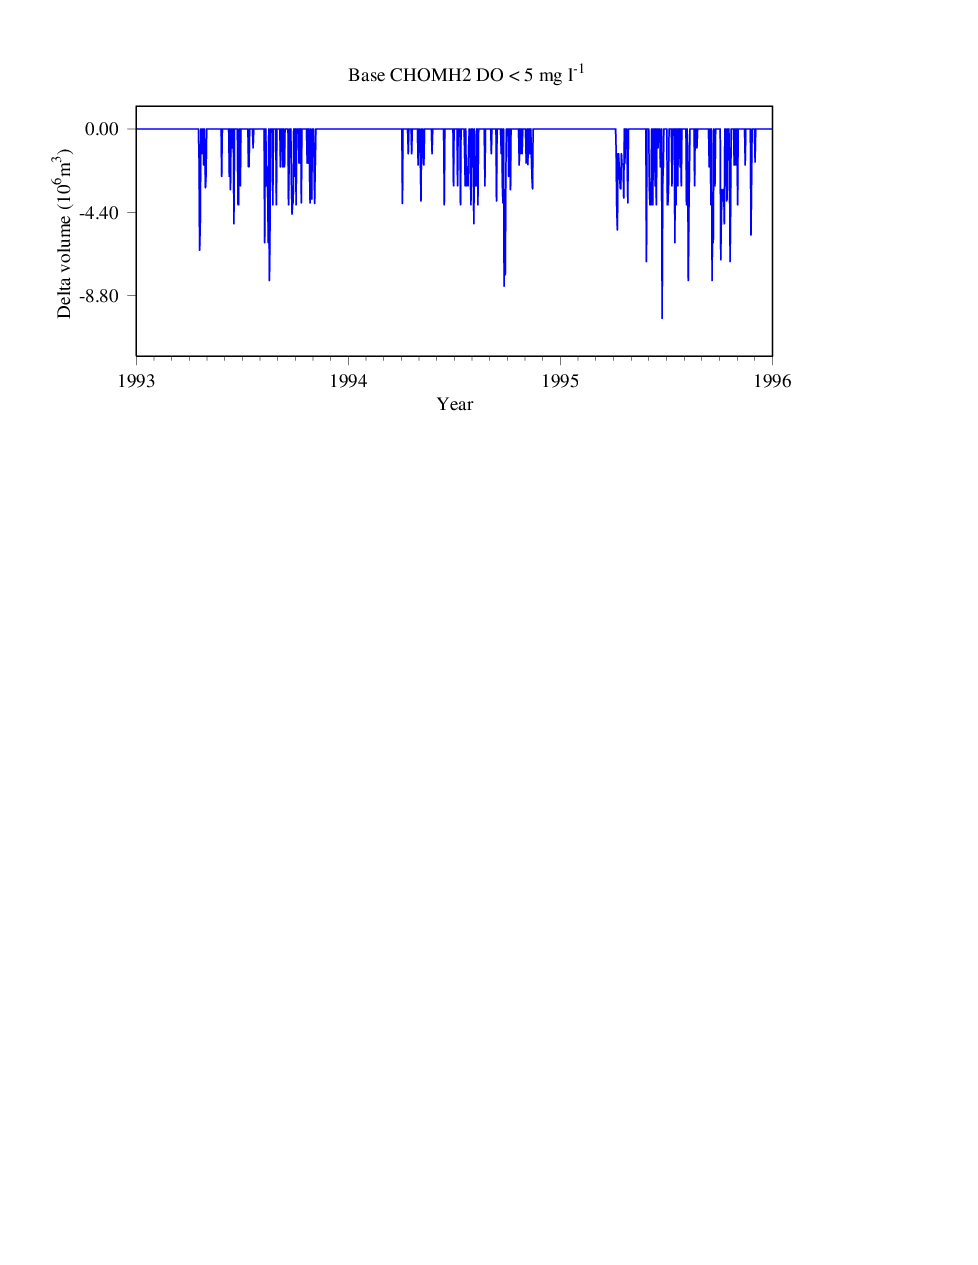 Base CHOMH2 DO < 5 mg l-1
0.00
-4.40
-8.80
Delta volume (10^6m^3)
1993 1994 1995 1996
Year